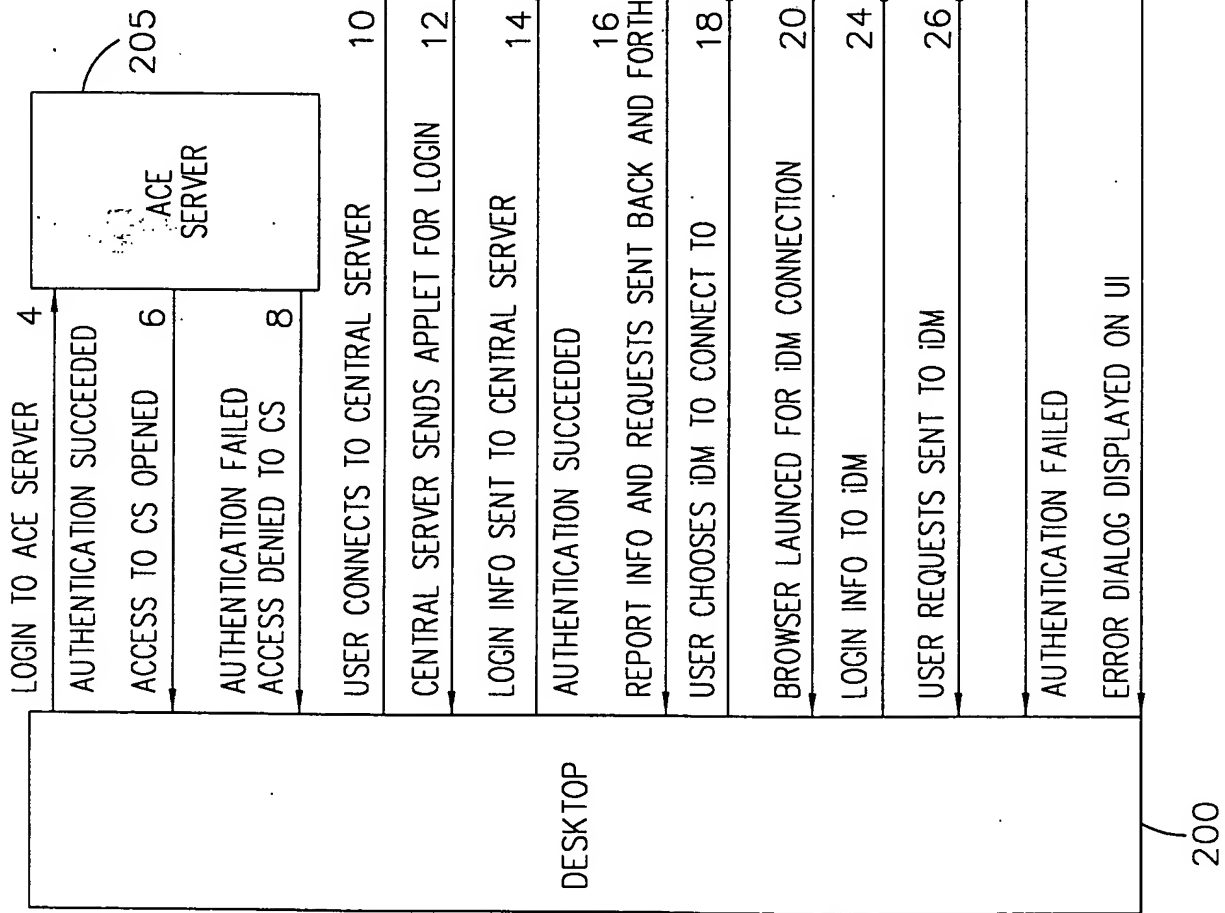 LOGIN TO ACE SERVER
4
AUTHENTICATION SUCCEEDED
ACCESS TO CS OPENED
6
AUTHENTICATION FAILED
ACCESS DENIED TO CS
8
ACE
SERVER
205
USER CONNECTS TO CENTRAL SERVER
10
CENTRAL SERVER SENDS APPLET FOR LOGIN
12
LOGIN INFO SENT TO CENTRAL SERVER
14
AUTHENTICATION SUCCEEDED
16
REPORT INFO AND REQUESTS SENT BACK AND FORTH
USER CHOOSES iDM TO CONNECT TO
18
BROWSER LAUNCED FOR iDM CONNECTION
20
LOGIN INFO TO iDM
24
USER REQUESTS SENT TO iDM
26
AUTHENTICATION FAILED
ERROR DIALOG DISPLAYED ON UI
DESKTOP
200